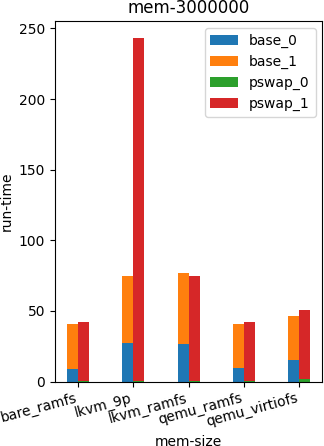 mem-3000000
250
200
150
100
50
0
run-time
base_0
base_1
pswap_0
pswap_1
bare_ramfs
lkvm_9p
lkvm_ramfs
qemu_ramfs
qemu_virtiofs
mem-size